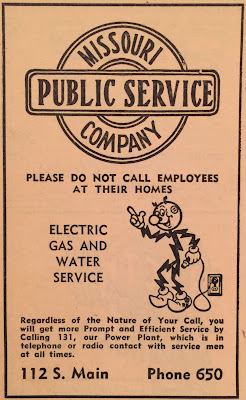 MISSOURI
PUBLIC SERVICE
COMPANY
PLEASE DO NOT CALL EMPLOYEES
AT THEIR HOMES
ELECTRIC
GAS AND
WATER
SERVICE
Regardless of the Nature of Your Call, you
will get more Prompt and Efficient Service by
Calling 131, our Power Plant, which is in
telephone or radio contact with service men
at all times.
112 S. Main Phone 650